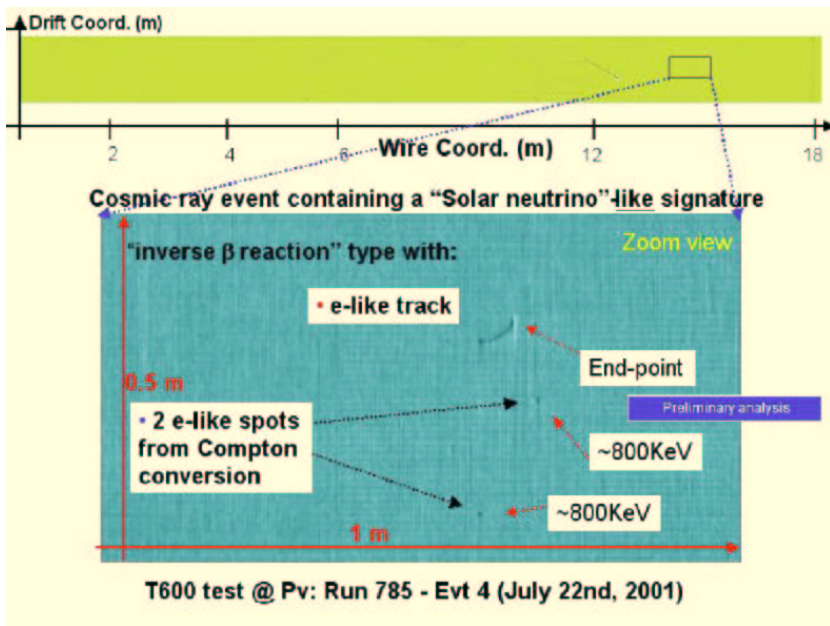 Drift Coord. (m)
2 4 6 12 18
Wire Coord. (m)
Cosmic ray event containing a “Solar neutrino”-like signature
“inverse β reaction” type with:
Zoom view
• e-like track
End-point
0.5 m
Preliminary analysis
• 2 e-like spots
from Compton
conversion
~800KeV
~800KeV
1 m
T600 test @ Pv: Run 785 - Evt 4 (July 22nd, 2001)